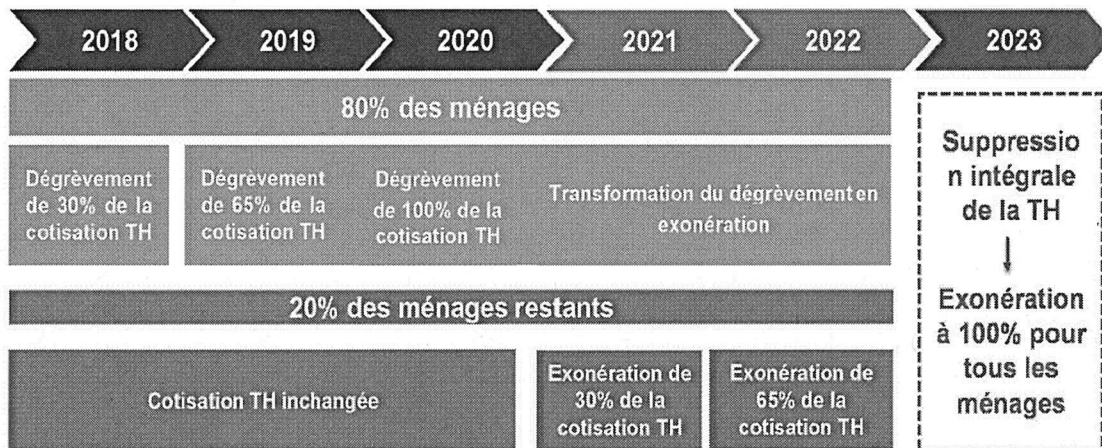 2018
2019
2020
2021
2022
2023
80% des ménages
Dégrèvement
de 30% de la
cotisation TH
Dégrèvement
de 65% de la
cotisation TH
Dégrèvement
de 100% de la
cotisation TH
Transformation du dégrèvement en
exonération
20% des ménages restants
Cotisation TH inchangée
Exonération de
30% de la
cotisation TH
Exonération de
65% de la
cotisation TH
Suppressio
n intégrale
de la TH
Exonération
à 100% pour
tous les
ménages